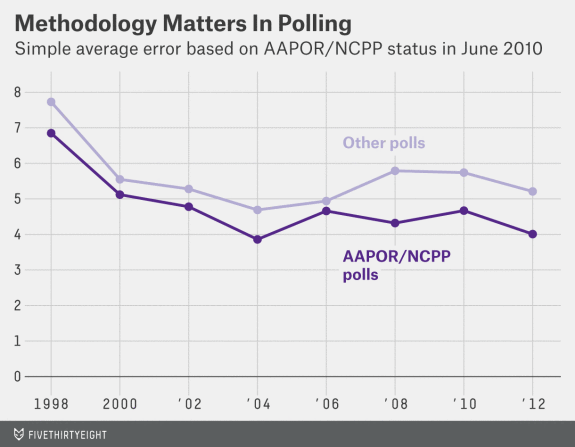 Methodology Matters In Polling
Simple average error based on AAPOR/NCPP status in June 2010
8
7
6
5
4
3
2
1
0
Other polls
AAPOR/NCPP
polls
1998 2000 '02 '04 '06 '08 '10 '12
FIVETHIRTYEIGHT